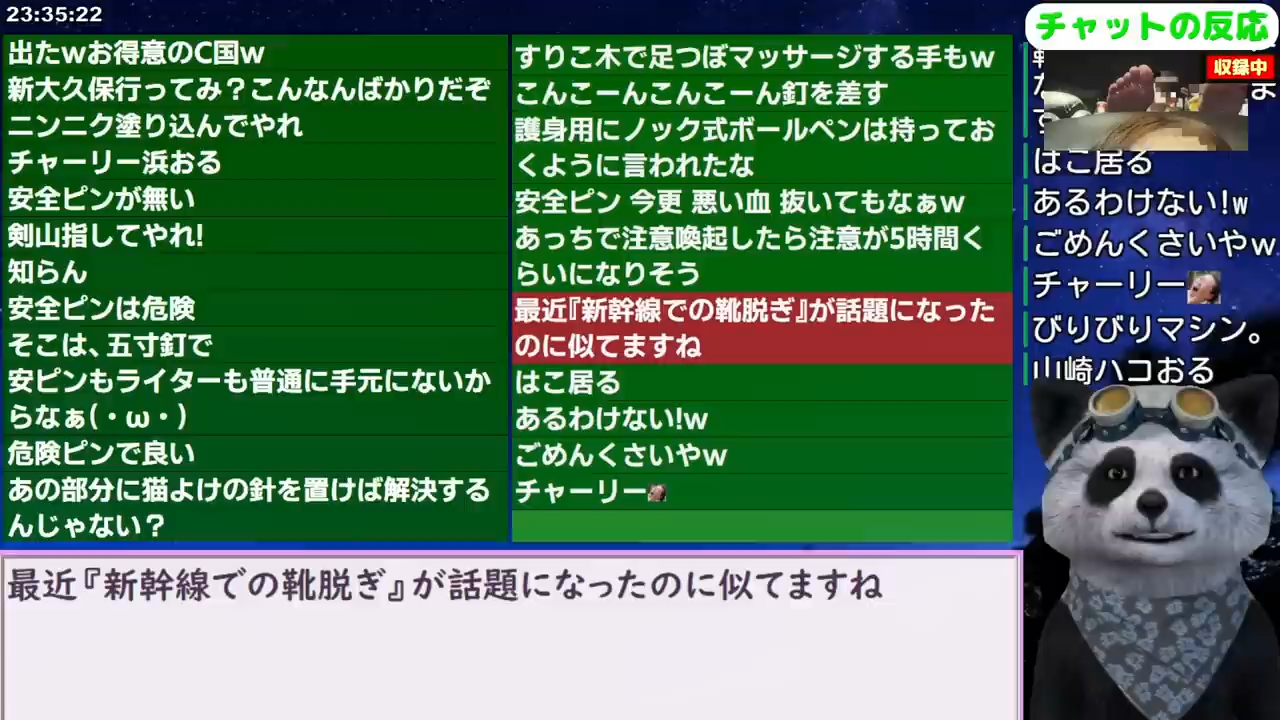 23:35:22
出たwお得意のC国w
新大久保行ってみ？こんなんばかりだぞ
ニンニク塗り込んでやれ
チャーリー浜おる
安全ピンが無い
剣山指してやれ!
知らん
安全ピンは危険
そこは、五寸釘で
安ピンもライターも普通に手元にないか
らなぁ(・ω・)
危険ピンで良い
あの部分に猫よけの針を置けば解決する
んじゃない？
すりこ木で足つぼマッサージする手もw
こんこーんこんこーん釘を差す
護身用にノック式ボールペンは持ってお
くように言われたな
安全ピン 今更 悪い血 抜いてもなぁw
あっちで注意喚起したら注意が5時間く
らいになりそう
最近『新幹線での靴脱ぎ』が話題になった
のに似てますね
はこ居る
あるわけない!w
ごめんくさいやw
チャーリー
最近『新幹線での靴脱ぎ』が話題になったのに似てますね
チャットの反応
収録中
はこ居る
あるわけない!w
ごめんくさいやw
チャーリー
びりびりマシン。
山崎ハコおる